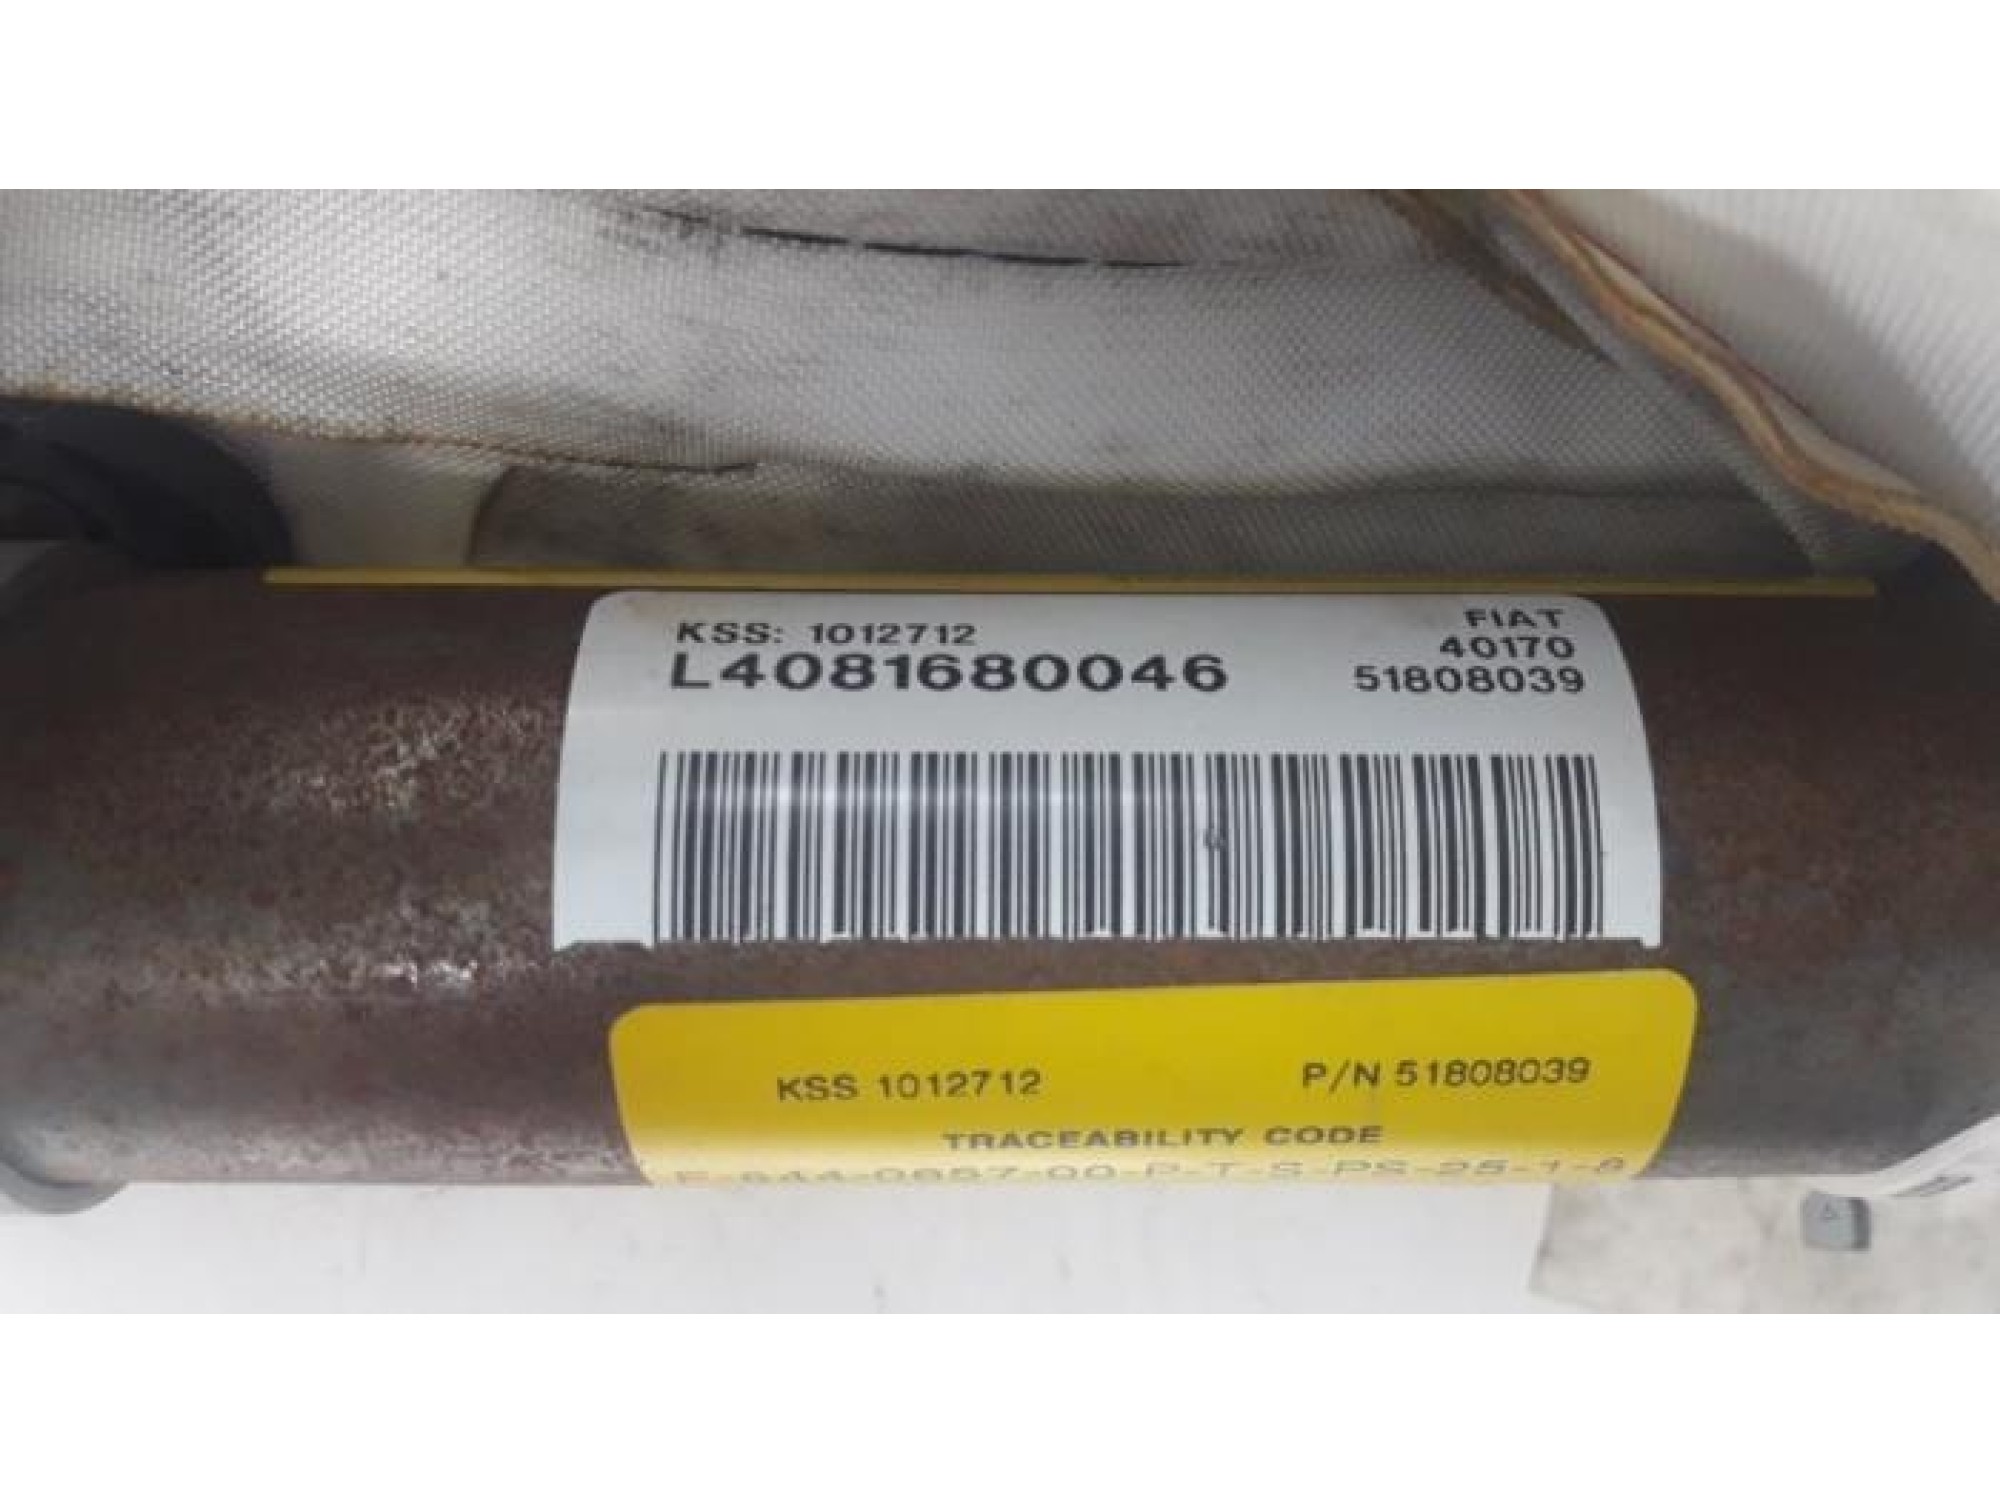 KSS: 1012712
L4081680046
FIAT
40170
51808039
KSS 1012712
P/N 51808039
TRACEABILITY CODE